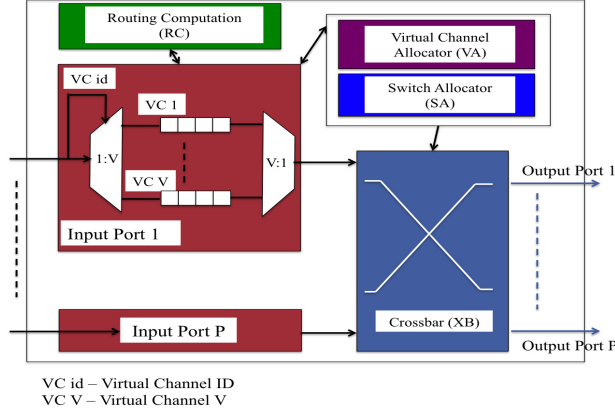 Routing Computation
(RC)
Virtual Channel
Allocator (VA)
Switch Allocator
(SA)
VC id
VC 1
1:V
V:1
VC V
Input Port 1
Output Port 1
Input Port P
Crossbar (XB)
Output Port P
VC id – Virtual Channel ID
VC V – Virtual Channel V